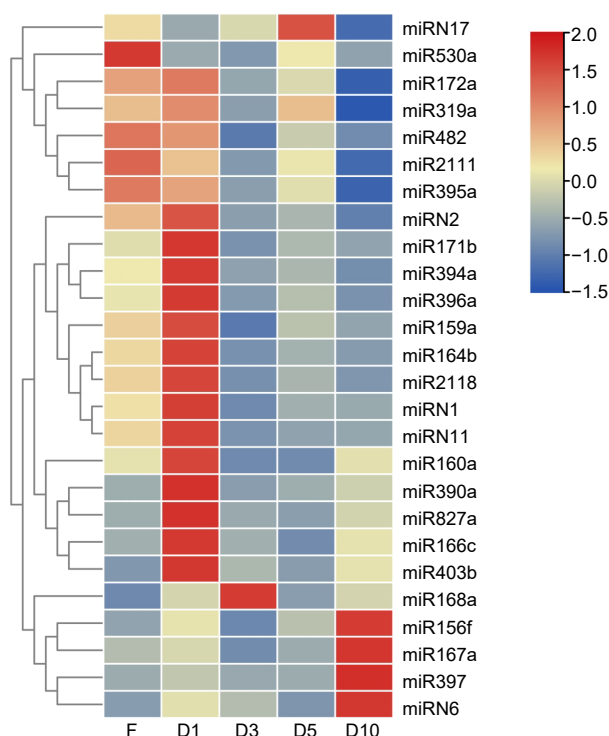 miRN17
miR530a
miR172a
miR319a
miR482
miR2111
miR395a
miRN2
miR171b
miR394a
miR396a
miR159a
miR164b
miR2118
miRN1
miRN11
miR160a
miR390a
miR827a
miR166c
miR403b
miR168a
miR156f
miR167a
miR397
miRN6
F D1 D3 D5 D10
2.0
1.5
1.0
0.5
0.0
−0.5
−1.0
−1.5